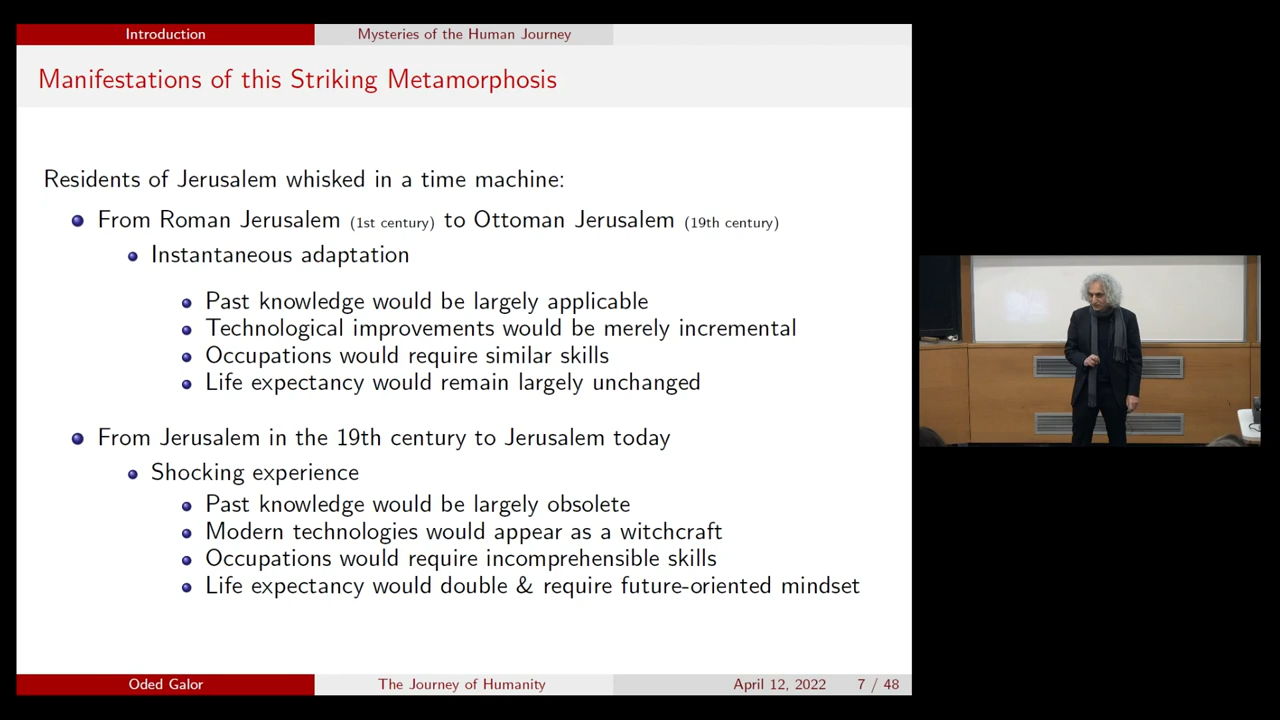 Introduction
Mysteries of the Human Journey
Manifestations of this Striking Metamorphosis
Residents of Jerusalem whisked in a time machine:
From Roman Jerusalem (1st century) to Ottoman Jerusalem (19th century)
Instantaneous adaptation
Past knowledge would be largely applicable
Technological improvements would be merely incremental
Occupations would require similar skills
Life expectancy would remain largely unchanged
From Jerusalem in the 19th century to Jerusalem today
Shocking experience
Past knowledge would be largely obsolete
Modern technologies would appear as a witchcraft
Occupations would require incomprehensible skills
Life expectancy would double & require future-oriented mindset
Oded Galor
The Journey of Humanity
April 12, 2022 7 / 48